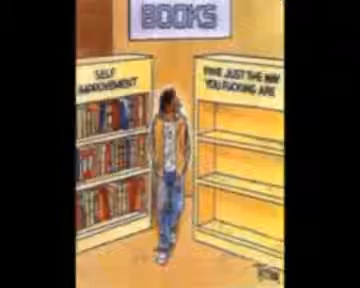 BOOKS
SELF
IMPROVEMENT
FINE JUST THE WAY
YOU FUCKING ARE